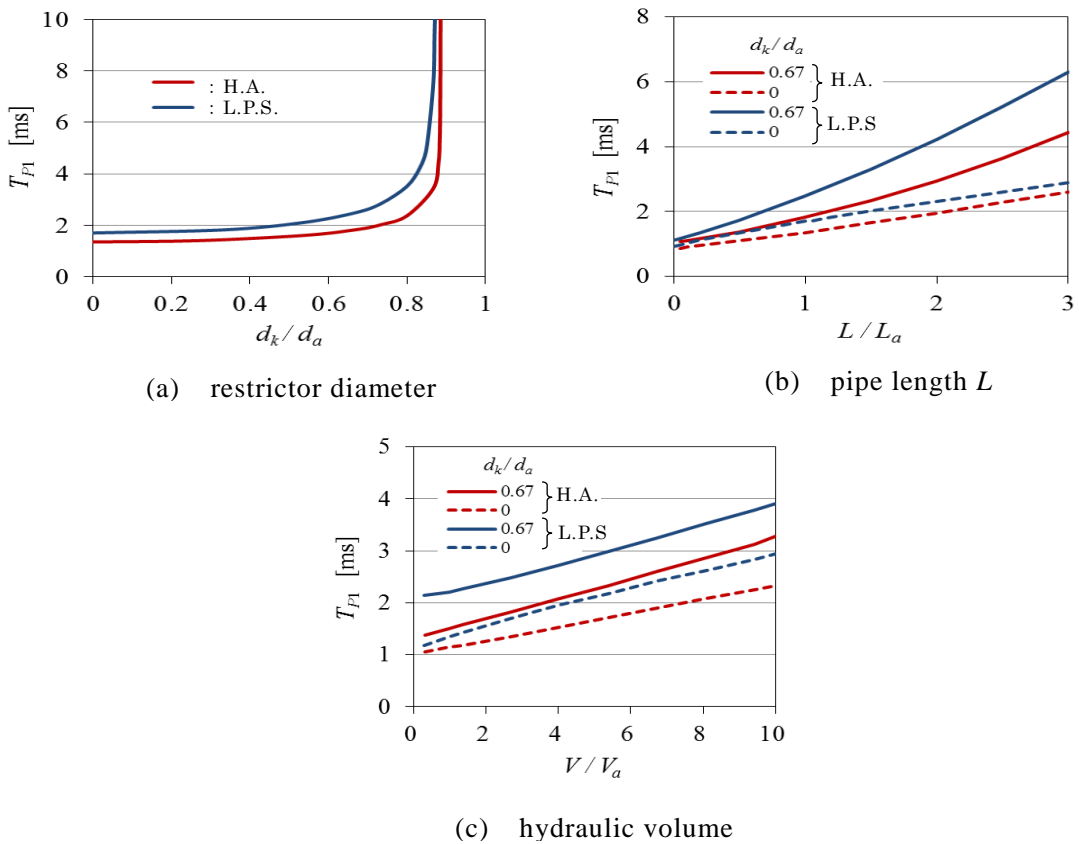 10
8
6
4
2
0
T_P1 [ms]
: H.A.
: L.P.S.
0 0.2 0.4 0.6 0.8 1
d_k / d_a
(a) restrictor diameter
8
6
4
2
0
T_P1 [ms]
d_k / d_a
0.67
0
H.A.
0.67
0
L.P.S
0 1 2 3
L / L_a
(b) pipe length L
5
4
3
2
1
0
T_P1 [ms]
d_k / d_a
0.67
0
H.A.
0.67
0
L.P.S
0 2 4 6 8 10
V / V_a
(c) hydraulic volume